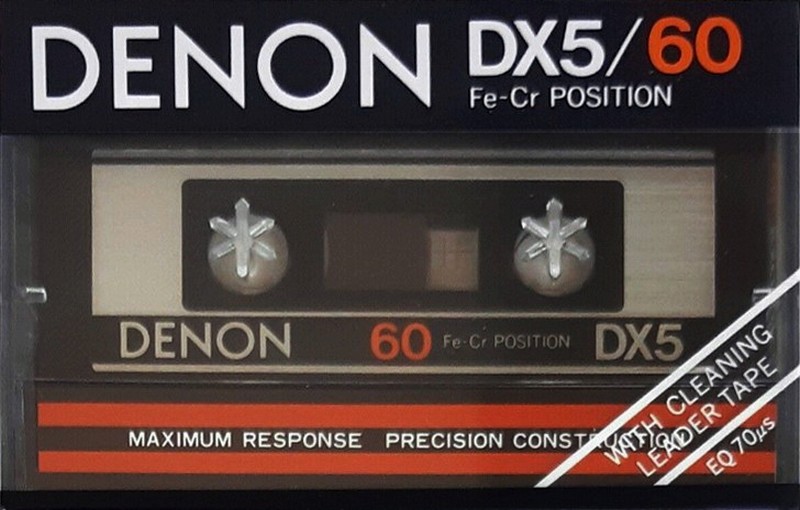 DENON DX5/60
Fe-Cr POSITION
DENON 60 Fe-Cr POSITION DX5
MAXIMUM RESPONSE PRECISION CONSTRUCTION
WITH CLEANING
LEADER TAPE
EQ 70μs